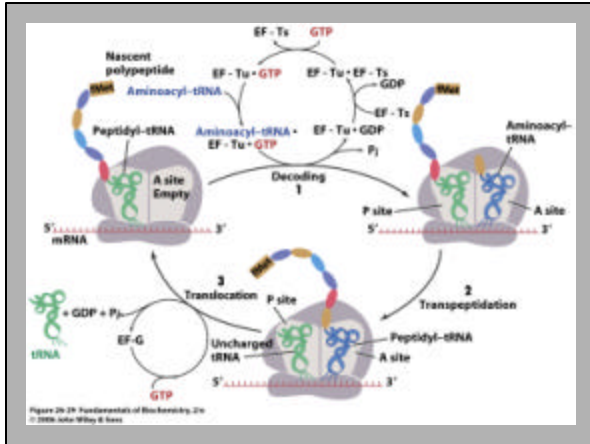 EF - Ts GTP
Nascent
polypeptide
fMet
EF - Tu • GTP
EF - Tu • EF - Ts
GDP
Aminoacyl-tRNA
EF - Ts
Peptidyl-tRNA
Aminoacyl-tRNA •
EF - Tu • GTP
EF - Tu • GDP
Pi
fMet
Aminoacyl-
tRNA
A site
Empty
Decoding
1
P site
A site
5'
3'
mRNA
5'
3'
3
Translocation
fMet
2
Transpeptidation
P site
+ GDP + Pi
tRNA
EF-G
Uncharged
tRNA
Peptidyl-tRNA
A site
GTP
5'
3'
Figure 26-29 Fundamentals of Biochemistry, 2/e
© 2006 John Wiley & Sons